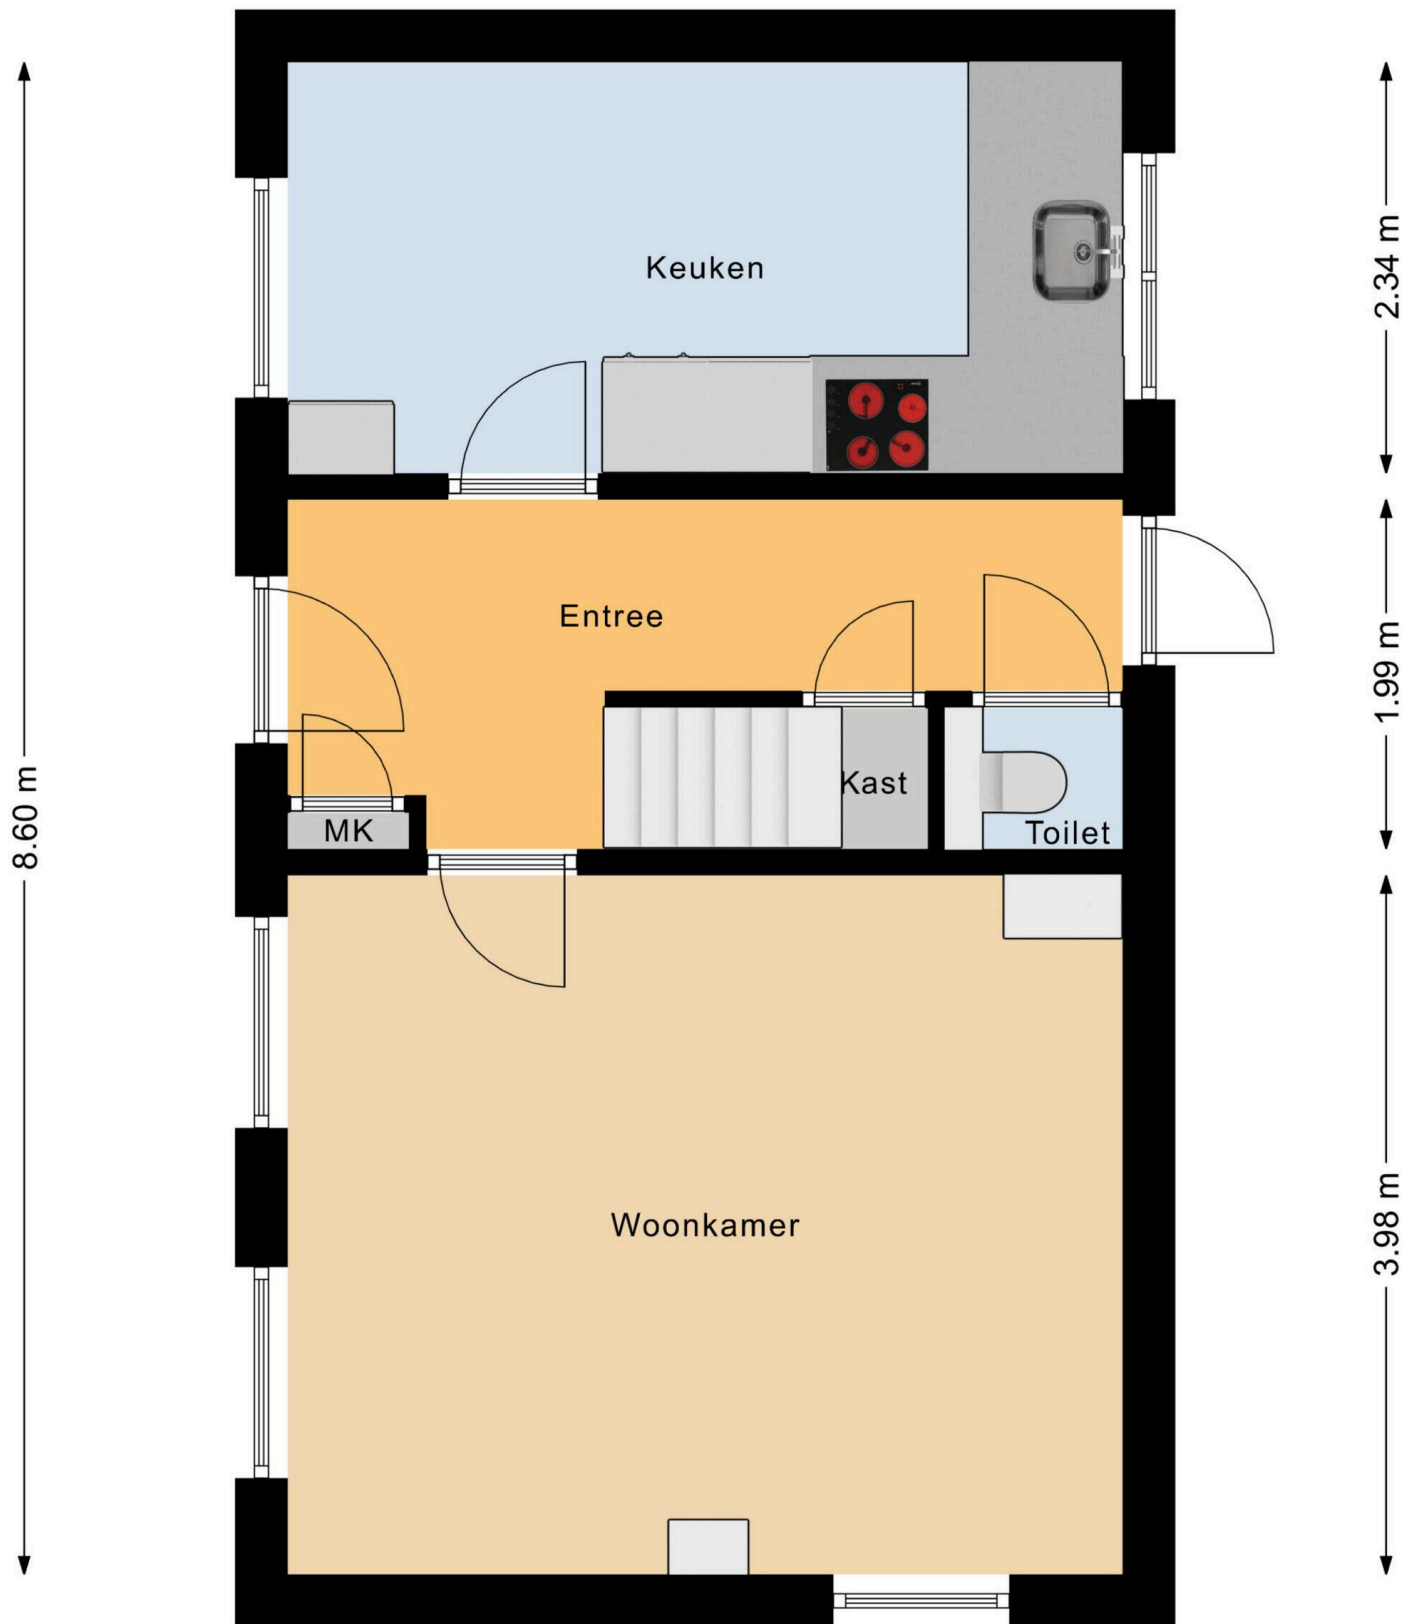 Keuken
2.34 m
Entree
1.99 m
8.60 m
Kast
MK
Toilet
Woonkamer
3.98 m